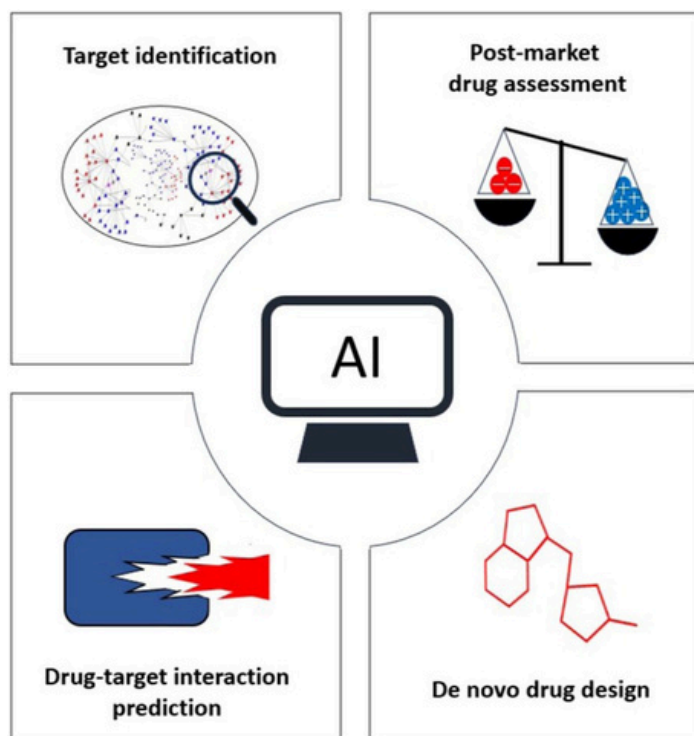 Target identification
Post-market
drug assessment
AI
Drug-target interaction
prediction
De novo drug design